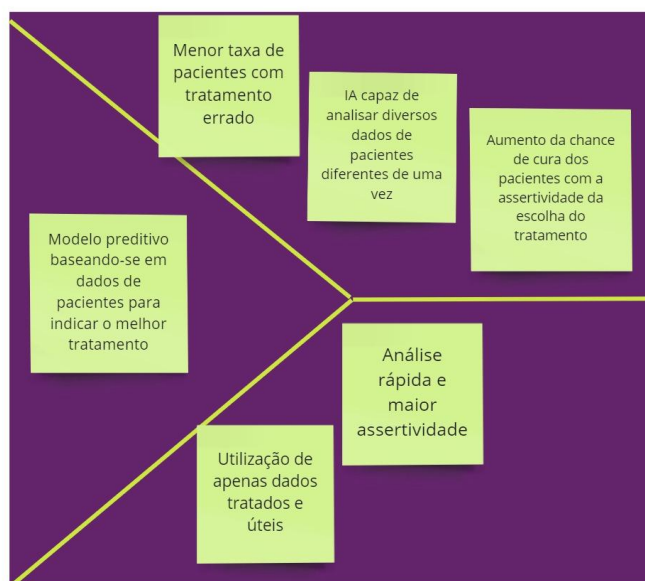 Menor taxa de
pacientes com
tratamento
errado
IA capaz de
analisar diversos
dados de
pacientes
diferentes de uma
vez
Aumento da chance
de cura dos
pacientes com a
assertividade da
escolha do
tratamento
Modelo preditivo
baseando-se em
dados de
pacientes para
indicar o melhor
tratamento
Análise
rápida e
maior
assertividade
Utilização de
apenas dados
tratados e
úteis